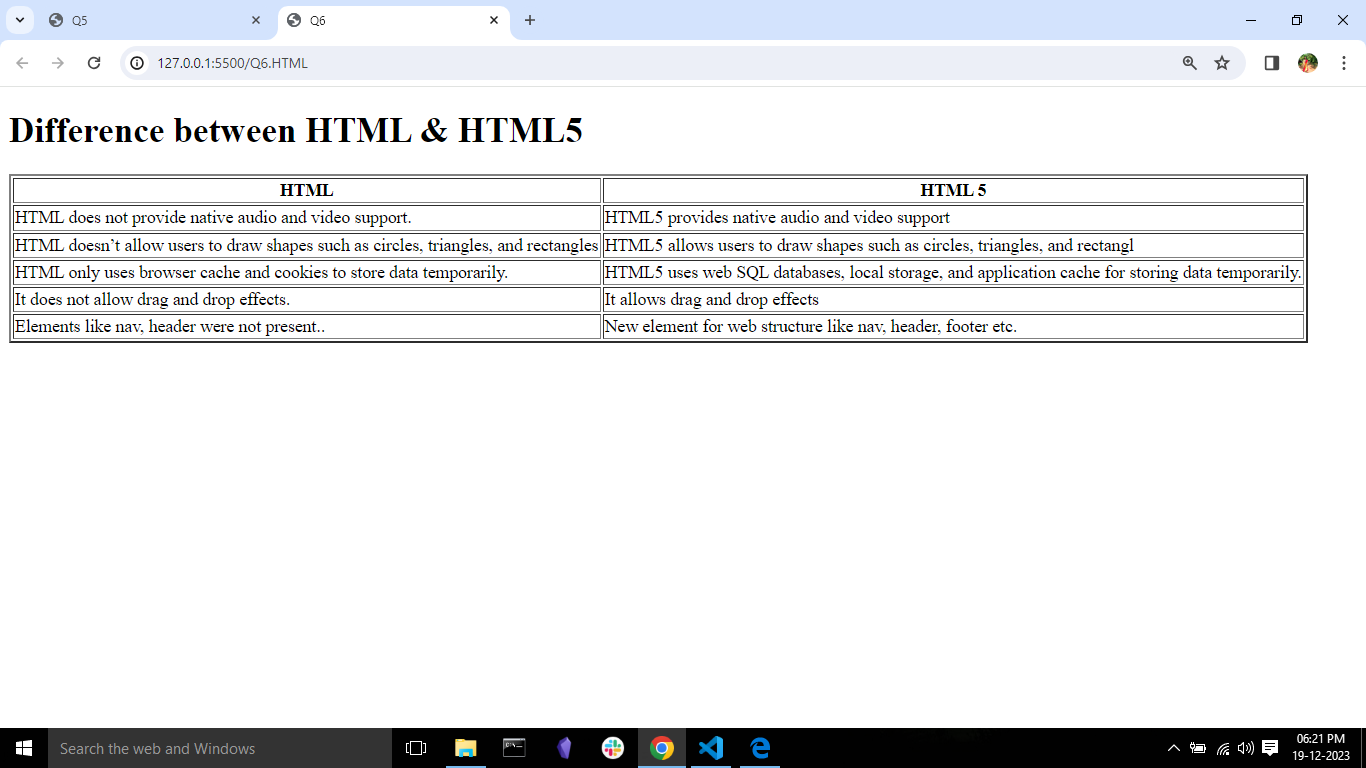 Q5
Q6
127.0.0.1:5500/Q6.HTML
Difference between HTML & HTML5
HTML HTML 5
HTML does not provide native audio and video support. HTML5 provides native audio and video support
HTML doesn’t allow users to draw shapes such as circles, triangles, and rectangles HTML5 allows users to draw shapes such as circles, triangles, and rectangl
HTML only uses browser cache and cookies to store data temporarily. HTML5 uses web SQL databases, local storage, and application cache for storing data temporarily.
It does not allow drag and drop effects. It allows drag and drop effects
Elements like nav, header were not present.. New element for web structure like nav, header, footer etc.
Search the web and Windows
06:21 PM
19-12-2023